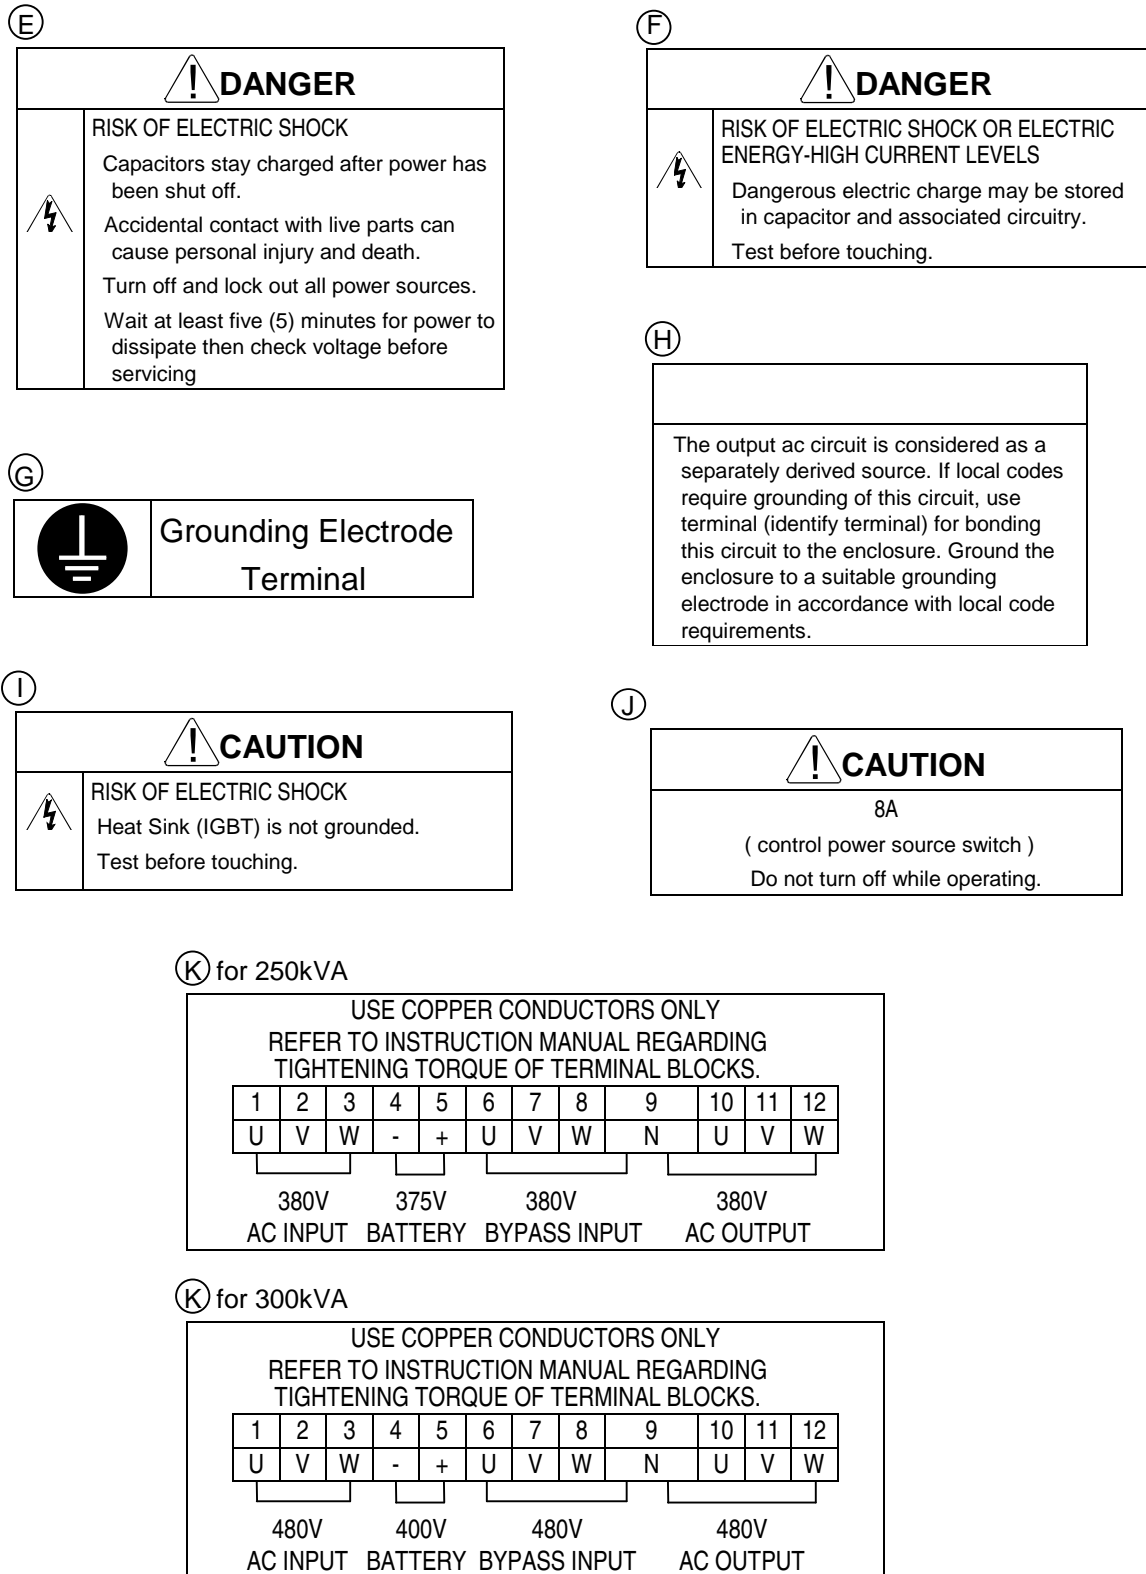 E
DANGER
RISK OF ELECTRIC SHOCK
Capacitors stay charged after power has
been shut off.
Accidental contact with live parts can
cause personal injury and death.
Turn off and lock out all power sources.
Wait at least five (5) minutes for power to
dissipate then check voltage before
servicing
F
DANGER
RISK OF ELECTRIC SHOCK OR ELECTRIC
ENERGY-HIGH CURRENT LEVELS
Dangerous electric charge may be stored
in capacitor and associated circuitry.
Test before touching.
G
Grounding Electrode
Terminal
H
The output ac circuit is considered as a
separately derived source. If local codes
require grounding of this circuit, use
terminal (identify terminal) for bonding
this circuit to the enclosure. Ground the
enclosure to a suitable grounding
electrode in accordance with local code
requirements.
I
CAUTION
RISK OF ELECTRIC SHOCK
Heat Sink (IGBT) is not grounded.
Test before touching.
J
CAUTION
8A
( control power source switch )
Do not turn off while operating.
K for 250kVA
USE COPPER CONDUCTORS ONLY
REFER TO INSTRUCTION MANUAL REGARDING
TIGHTENING TORQUE OF TERMINAL BLOCKS.
1 2 3 4 5 6 7 8 9 10 11 12
U V W - + U V W N U V W
380V 375V 380V 380V
AC INPUT BATTERY BYPASS INPUT AC OUTPUT
K for 300kVA
USE COPPER CONDUCTORS ONLY
REFER TO INSTRUCTION MANUAL REGARDING
TIGHTENING TORQUE OF TERMINAL BLOCKS.
1 2 3 4 5 6 7 8 9 10 11 12
U V W - + U V W N U V W
480V 400V 480V 480V
AC INPUT BATTERY BYPASS INPUT AC OUTPUT